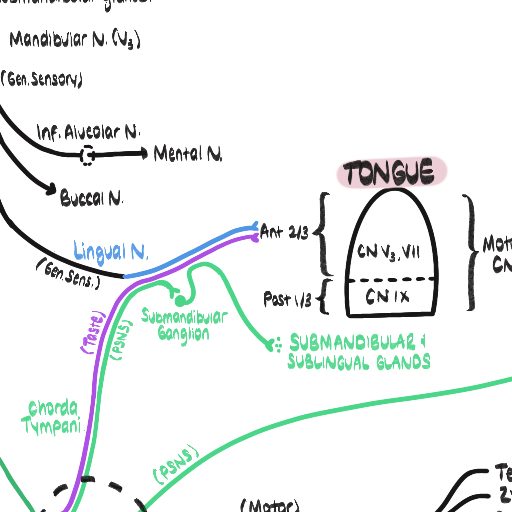 Mandibular N. (V3)
(Gen. Sensory)
Inf. Alveolar N.
Mental N.
Buccal N.
TONGUE
Lingual N.
(Gen. Sens.)
Ant 2/3
CN V3, VII
CN
Post 1/3
CN IX
(Taste)
(PSNS)
Submandibular
Ganglion
SUBMANDIBULAR &
SUBLINGUAL GLANDS
Chorda
Tympani
(PSNS)
(Motor)